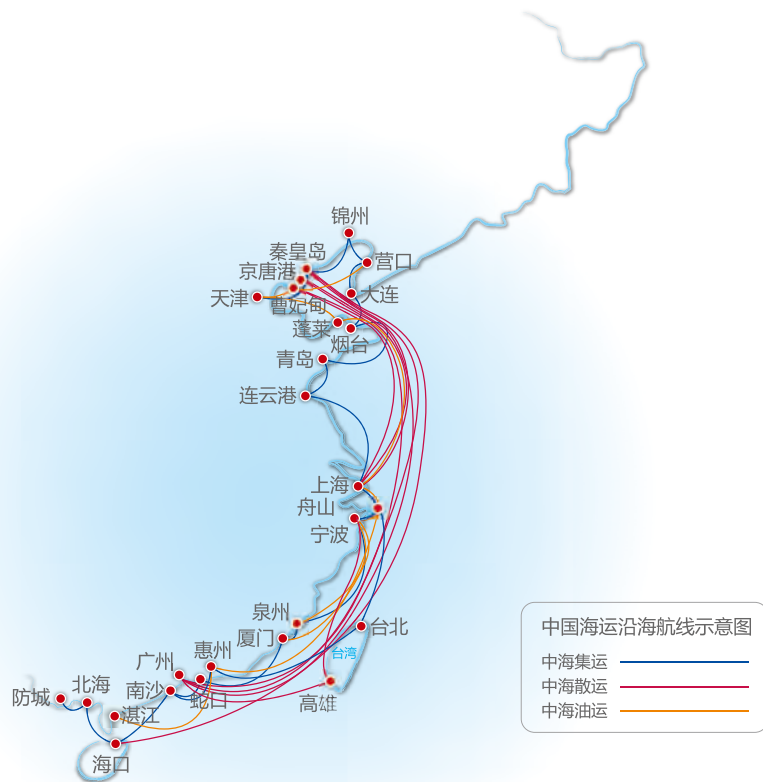 锦州
秦皇岛
营口
京唐港
天津
曹妃甸
大连
蓬莱
烟台
青岛
连云港
上海
舟山
宁波
泉州
厦门
台北
惠州
台湾
广州
南沙
蛇口
高雄
防城
北海
湛江
海口
中国海运沿海航线示意图
中海集运
中海散运
中海油运